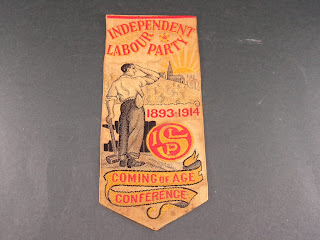 INDEPENDENT
LABOUR PARTY
1893-1914
ILP
COMING OF AGE
CONFERENCE